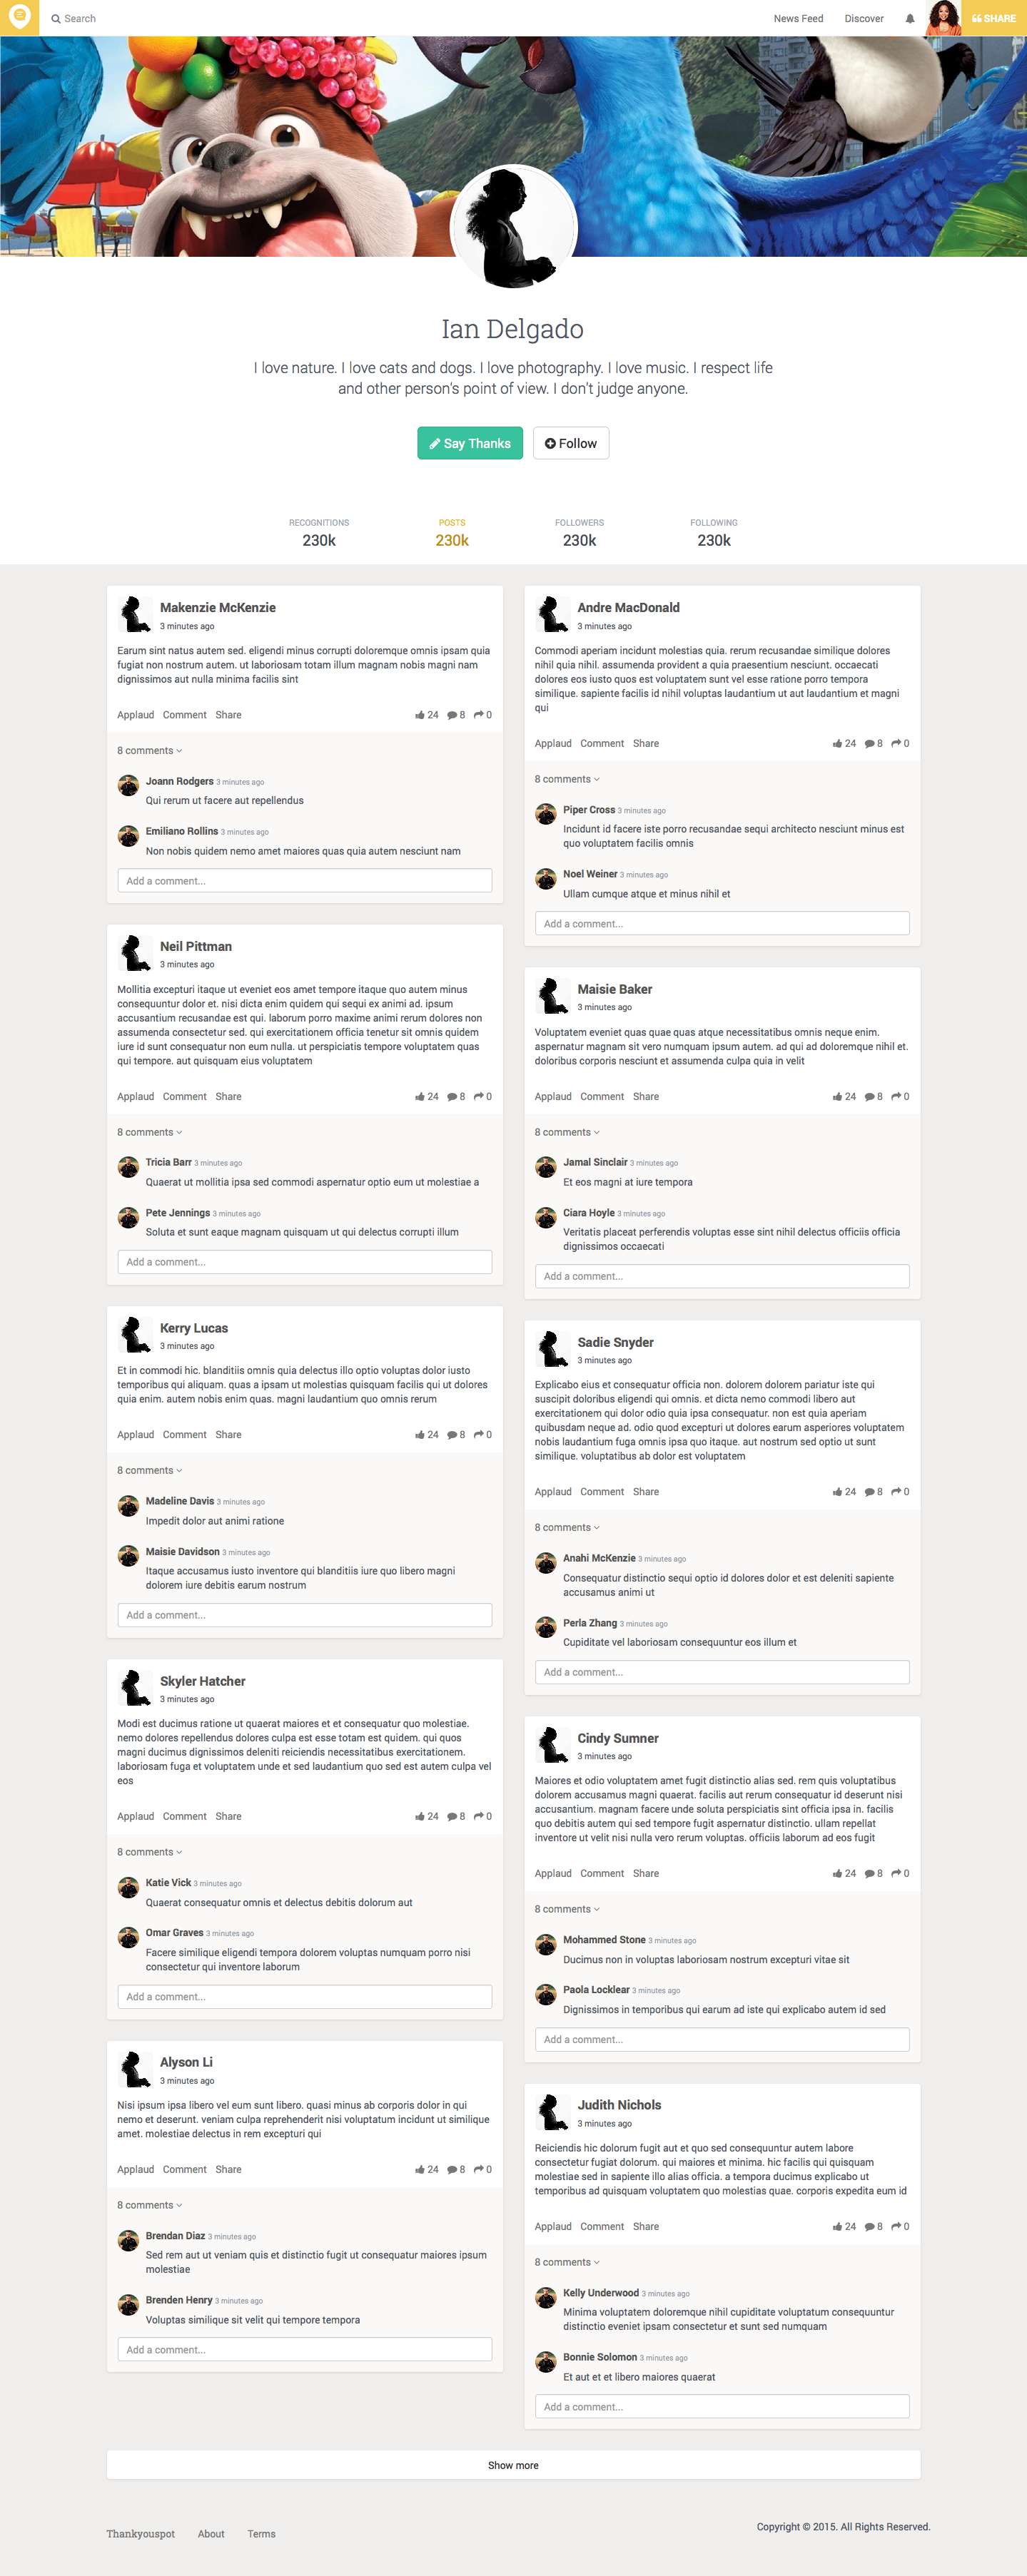 Search
News Feed
Discover
SHARE
Ian Delgado
I love nature. I love cats and dogs. I love photography. I love music. I respect life
and other person's point of view. I don't judge anyone.
Say Thanks
Follow
RECOGNITIONS
230k
POSTS
230k
FOLLOWERS
230k
FOLLOWING
230k
Makenzie McKenzie
3 minutes ago
Earum sint natus autem sed. eligendi minus corrupti doloremque omnis ipsam quia
fugiat non nostrum autem. ut laboriosam totam illum magnam nobis magni nam
dignissimos aut nulla minima facilis sint
Applaud Comment Share 24 8 0
8 comments
Joann Rodgers 3 minutes ago
Qui rerum ut facere aut repellendus
Emiliano Rollins 3 minutes ago
Non nobis quidem nemo amet maiores quas quia autem nesciunt nam
Add a comment...
Neil Pittman
3 minutes ago
Mollitia excepturi itaque ut eveniet eos amet tempore itaque quo autem minus
consequuntur dolor et. nisi dicta enim quidem qui sequi ex animi ad. ipsum
accusantium recusandae est qui. laborum porro maxime animi rerum dolores non
assumenda consectetur sed. qui exercitationem officia tenetur sit omnis quidem
iure id sunt consequatur non eum nulla. ut perspiciatis tempore voluptatem quas
qui tempore. aut quisquam eius voluptatem
Applaud Comment Share 24 8 0
8 comments
Tricia Barr 3 minutes ago
Quaerat ut mollitia ipsa sed commodi aspernatur optio eum ut molestiae a
Pete Jennings 3 minutes ago
Soluta et sunt eaque magnam quisquam ut qui delectus corrupti illum
Add a comment...
Kerry Lucas
3 minutes ago
Et in commodi hic. blanditiis omnis quia delectus illo optio voluptas dolor iusto
temporibus qui aliquam. quas a ipsam ut molestias quisquam facilis qui ut dolores
quia enim. autem nobis enim quas. magni laudantium quo omnis rerum
Applaud Comment Share 24 8 0
8 comments
Madeline Davis 3 minutes ago
Impedit dolor aut animi ratione
Maisie Davidson 3 minutes ago
Itaque accusamus iusto inventore qui blanditiis iure quo libero magni
dolorem iure debitis earum nostrum
Add a comment...
Skyler Hatcher
3 minutes ago
Modi est ducimus ratione ut quaerat maiores et et consequatur quo molestiae.
nemo dolores repellendus dolores culpa est esse totam est quidem. qui quos
magni ducimus dignissimos deleniti reiciendis necessitatibus exercitationem.
laboriosam fuga et voluptatem unde et sed laudantium quo sed est autem culpa vel
eos
Applaud Comment Share 24 8 0
8 comments
Katie Vick 3 minutes ago
Quaerat consequatur omnis et delectus debitis dolorum aut
Omar Graves 3 minutes ago
Facere similique eligendi tempora dolorem voluptas numquam porro nisi
consectetur qui inventore laborum
Add a comment...
Alyson Li
3 minutes ago
Nisi ipsum ipsa libero vel eum sunt libero. quasi minus ab corporis dolor in qui
nemo et deserunt. veniam culpa reprehenderit nisi voluptatum incidunt ut similique
amet. molestiae delectus in rem excepturi qui
Applaud Comment Share 24 8 0
8 comments
Brendan Diaz 3 minutes ago
Sed rem aut ut veniam quis et distinctio fugit ut consequatur maiores ipsum
molestiae
Brenden Henry 3 minutes ago
Voluptas similique sit velit qui tempore tempora
Add a comment...
Andre MacDonald
3 minutes ago
Commodi aperiam incidunt molestias quia. rerum recusandae similique dolores
nihil quia nihil. assumenda provident a quia praesentium nesciunt. occaecati
dolores eos iusto quos est voluptatem sunt vel esse ratione porro tempora
similique. sapiente facilis id nihil voluptas laudantium ut aut laudantium et magni
qui
Applaud Comment Share 24 8 0
8 comments
Piper Cross 3 minutes ago
Incidunt id facere iste porro recusandae sequi architecto nesciunt minus est
quo voluptatem facilis omnis
Noel Weiner 3 minutes ago
Ullam cumque atque et minus nihil et
Add a comment...
Maisie Baker
3 minutes ago
Voluptatem eveniet quas quae quas atque necessitatibus omnis neque enim.
aspernatur magnam sit vero numquam ipsum autem. ad qui ad doloremque nihil et.
doloribus corporis nesciunt et assumenda culpa quia in velit
Applaud Comment Share 24 8 0
8 comments
Jamal Sinclair 3 minutes ago
Et eos magni at iure tempora
Ciara Hoyle 3 minutes ago
Veritatis placeat perferendis voluptas esse sint nihil delectus officiis officia
dignissimos occaecati
Add a comment...
Sadie Snyder
3 minutes ago
Explicabo eius et consequatur officia non. dolorem dolorem pariatur iste qui
suscipit doloribus eligendi qui omnis. et dicta nemo commodi libero aut
exercitationem qui dolor odio quia ipsa consequatur. non est quia aperiam
quibusdam neque ad. odio quod excepturi ut dolores earum asperiores voluptatem
nobis laudantium fuga omnis ipsa quo itaque. aut nostrum sed optio ut sunt
similique. voluptatibus ab dolor est voluptatem
Applaud Comment Share 24 8 0
8 comments
Anahi McKenzie 3 minutes ago
Consequatur distinctio sequi optio id dolores dolor et est deleniti sapiente
accusamus animi ut
Perla Zhang 3 minutes ago
Cupiditate vel laboriosam consequuntur eos illum et
Add a comment...
Cindy Sumner
3 minutes ago
Maiores et odio voluptatem amet fugit distinctio alias sed. rem quis voluptatibus
dolorem accusamus magni quaerat. facilis aut rerum consequatur id deserunt nisi
accusantium. magnam facere unde soluta perspiciatis sint officia ipsa in. facilis
quo debitis autem qui sed tempore fugit aspernatur distinctio. ullam repellat
inventore ut velit nisi nulla vero rerum voluptas. officiis laborum ad eos fugit
Applaud Comment Share 24 8 0
8 comments
Mohammed Stone 3 minutes ago
Ducimus non in voluptas laboriosam nostrum excepturi vitae sit
Paola Locklear 3 minutes ago
Dignissimos in temporibus qui earum ad iste qui explicabo autem id sed
Add a comment...
Judith Nichols
3 minutes ago
Reiciendis hic dolorum fugit aut et quo sed consequuntur autem labore
consectetur fugiat dolorum. qui maiores et minima. hic facilis qui quisquam
molestiae sed in sapiente illo alias officia. a tempora ducimus explicabo ut
temporibus ad quisquam voluptatem quo molestias quae. corporis expedita eum id
Applaud Comment Share 24 8 0
8 comments
Kelly Underwood 3 minutes ago
Minima voluptatem doloremque nihil cupiditate voluptatum consequuntur
distinctio eveniet ipsam consectetur et sunt sed numquam
Bonnie Solomon 3 minutes ago
Et aut et et libero maiores quaerat
Add a comment...
Show more
Thankyouspot
About
Terms
Copyright © 2015. All Rights Reserved.